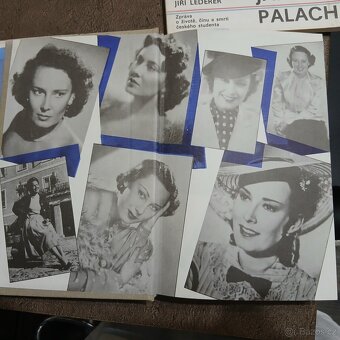 JIŘÍ LEDERER
PALACH
Zpráva
o životě, činu a smrti
českého studenta